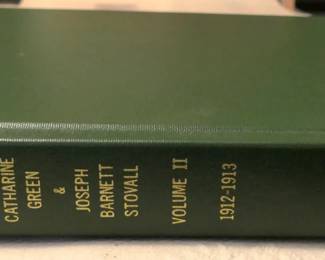 CATHARINE
GREEN
&
JOSEPH
BARNETT
STOVALL
VOLUME II
1912-1913